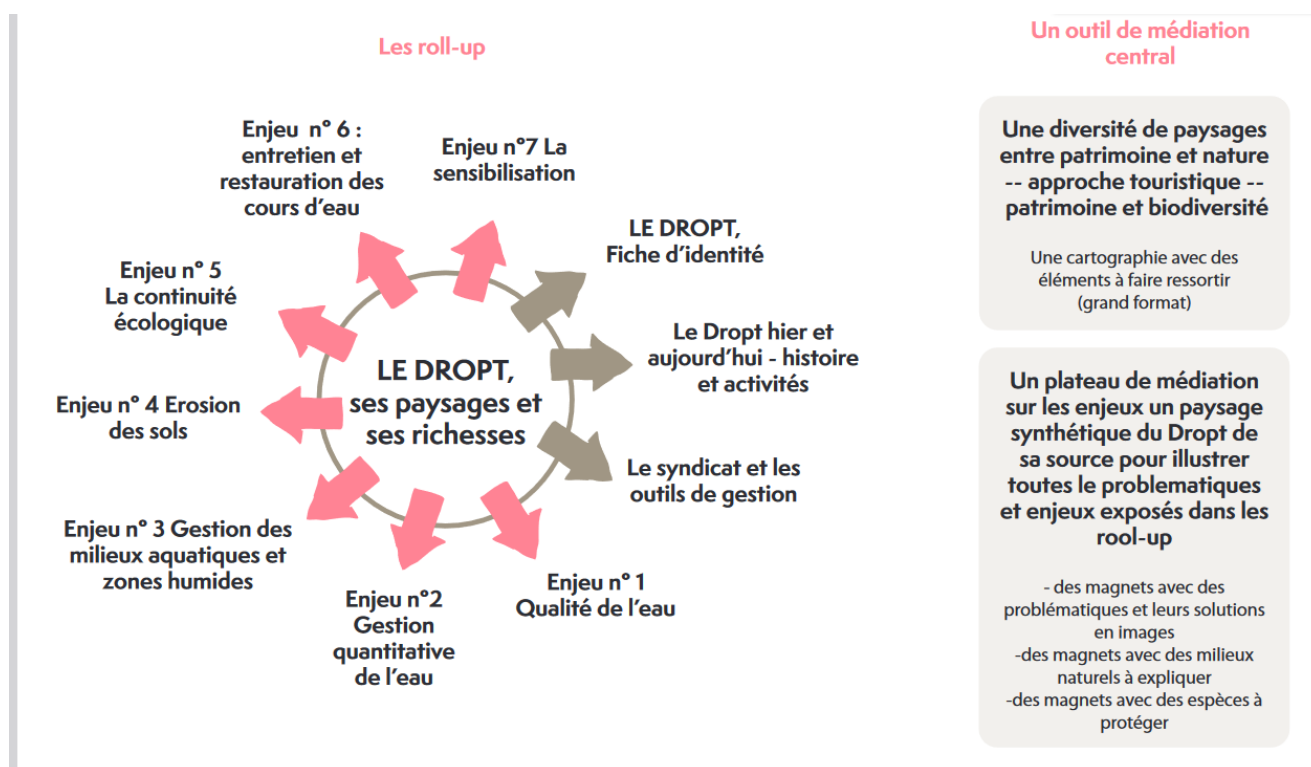 Les roll-up
Enjeu  n° 6 :
entretien et
restauration des
cours d'eau
Enjeu n°7 La
sensibilisation
LE DROPT,
Fiche d'identité
Le Dropt hier et
aujourd'hui - histoire
et activités
Le syndicat et les
outils de gestion
Enjeu n° 1
Qualité de l'eau
Enjeu n°2
Gestion
quantitative
de l'eau
Enjeu n° 3 Gestion des
milieux aquatiques et
zones humides
Enjeu n° 4 Erosion
des sols
Enjeu n° 5
La continuité
écologique
LE DROPT,
ses paysages et
ses richesses
Un outil de médiation
central
Une diversité de paysages
entre patrimoine et nature
-- approche touristique --
patrimoine et biodiversité
Une cartographie avec des
éléments à faire ressortir
(grand format)
Un plateau de médiation
sur les enjeux un paysage
synthétique du Dropt de
sa source pour illustrer
toutes le problematiques
et enjeux exposés dans les
rool-up
- des magnets avec des
problématiques et leurs solutions
en images
-des magnets avec des milieux
naturels à expliquer
-des magnets avec des espèces à
protéger